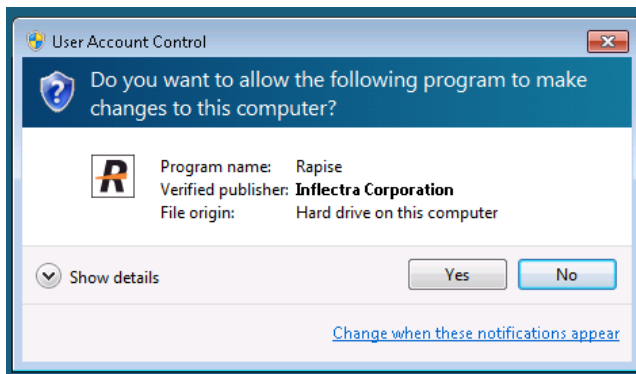 User Account Control
Do you want to allow the following program to make
changes to this computer?
Program name: Rapise
Verified publisher: Inflectra Corporation
File origin: Hard drive on this computer
Show details
Yes
No
Change when these notifications appear